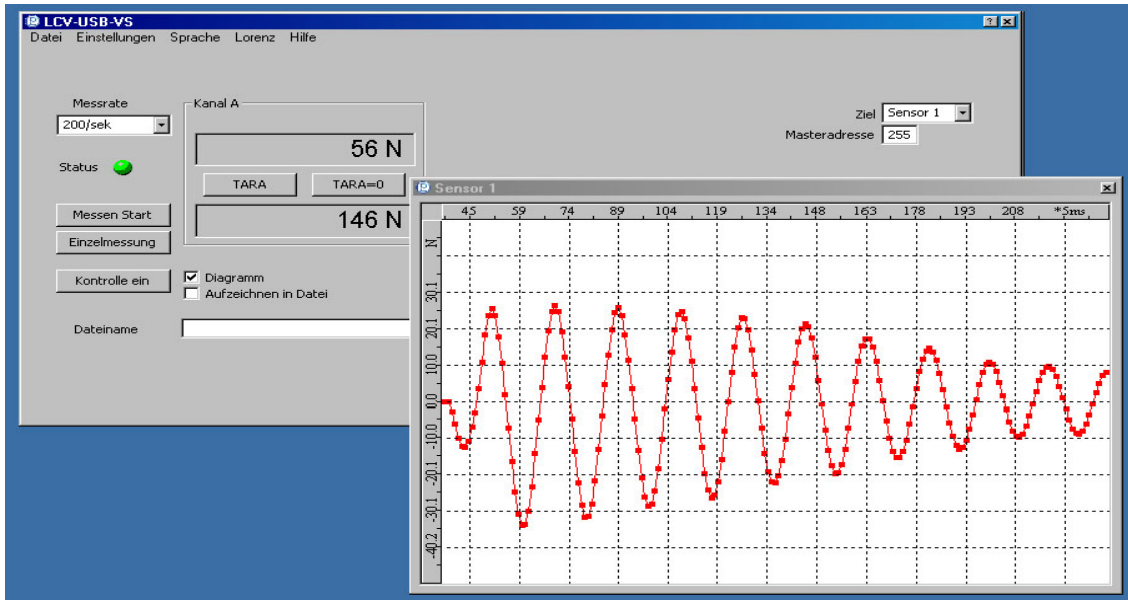 LCV-USB-VS
Datei Einstellungen Sprache Lorenz Hilfe
Messrate
200/sek
Kanal A
56 N
TARA TARA=0
146 N
Status
Messen Start
Einzelmessung
Kontrolle ein
Diagramm
Aufzeichnen in Datei
Dateiname
Ziel Sensor 1
Masteradresse 255
Sensor 1
45 59 74 89 104 119 134 148 163 178 193 208 *5ms
N
30.1
20.1
10.0
0.0
-10.0
-20.1
-30.1
-40.2